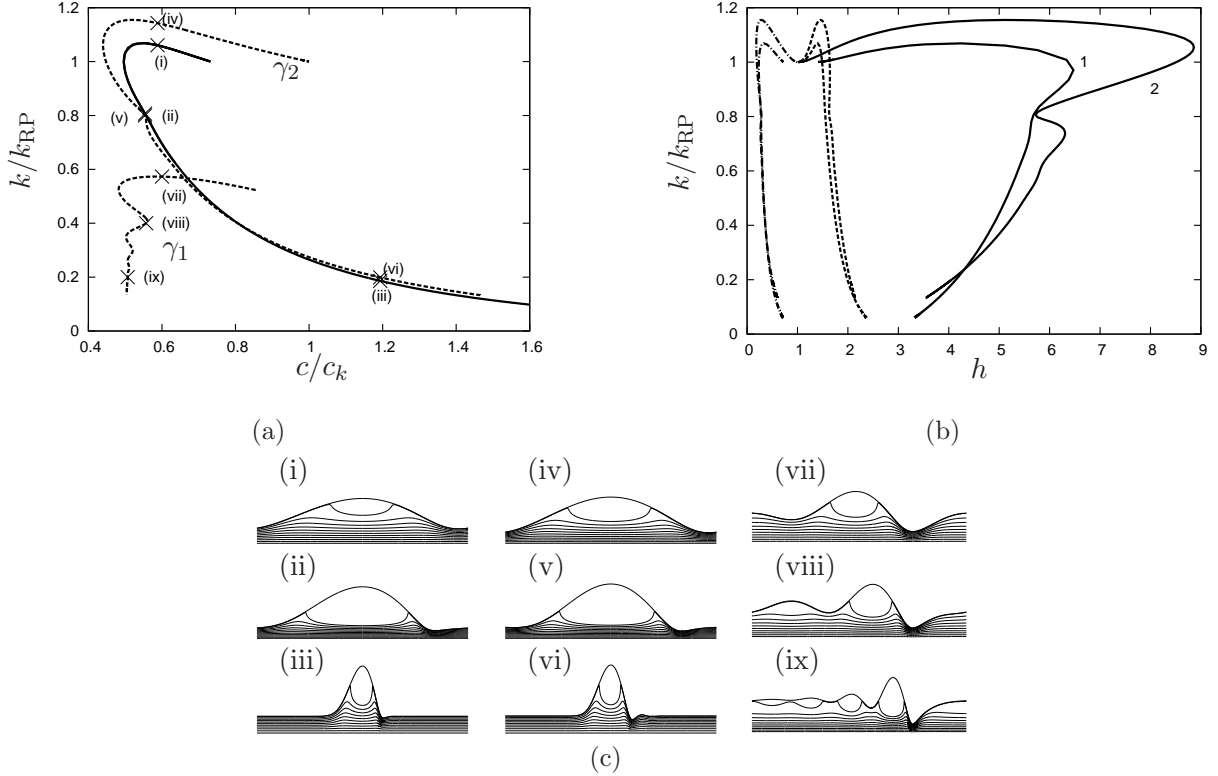 k/k_RP
1.2
1
0.8
0.6
0.4
0.2
0
0.4 0.6 0.8 1 1.2 1.4 1.6
c/c_k
(iv)
(i)
γ2
(v) (ii)
(vii)
(viii)
γ1
(ix)
(vi)
(iii)
(a)
k/k_RP
1.2
1
0.8
0.6
0.4
0.2
0
0 1 2 3 4 5 6 7 8 9
h
1
2
(b)
(i) (iv) (vii)
(ii) (v) (viii)
(iii) (vi) (ix)
(c)